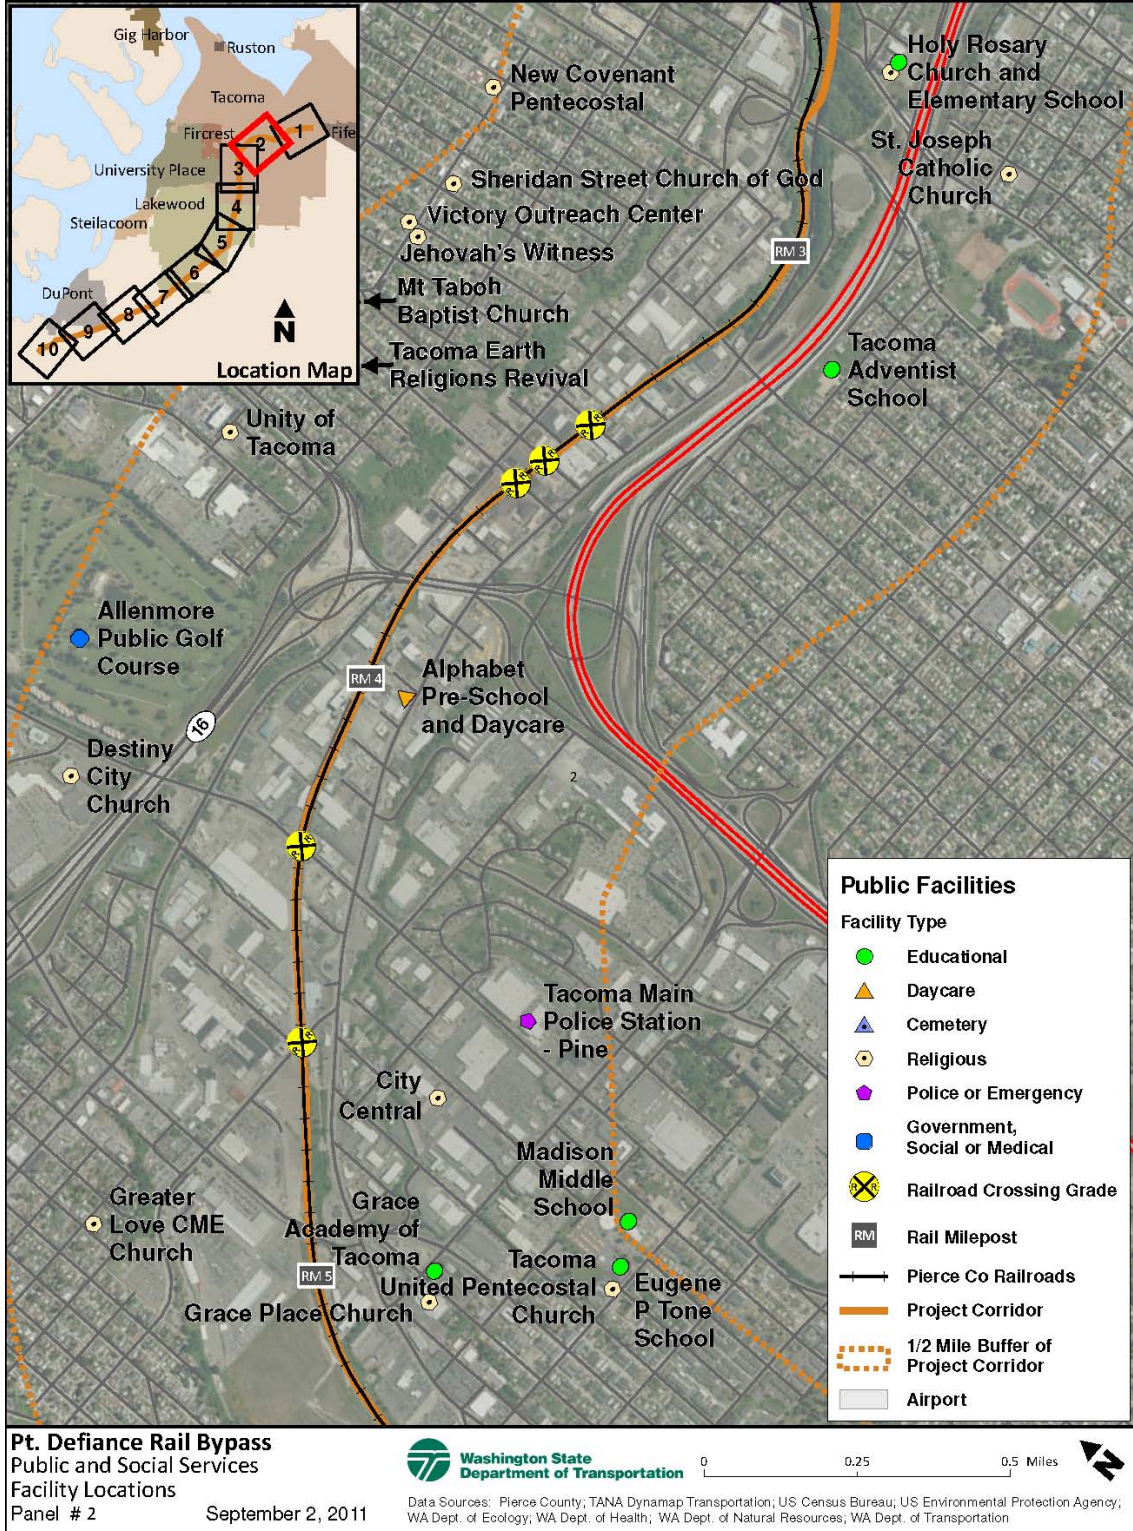 Gig Harbor
Ruston
Tacoma
Fircrest
Fife
University Place
Lakewood
Steilacoom
DuPont
1
2
3
4
5
6
7
8
9
10
N
Location Map
New Covenant
Pentecostal
Holy Rosary
Church and
Elementary School
St. Joseph
Catholic
Church
Sheridan Street Church of God
Victory Outreach Center
Jehovah's Witness
RM 3
Mt Taboh
Baptist Church
Tacoma Earth
Religions Revival
Tacoma
Adventist
School
Unity of
Tacoma
R R
R R
R R
Allenmore
Public Golf
Course
RM 4
Alphabet
Pre-School
and Daycare
16
Destiny
City
Church
2
R R
Tacoma Main
Police Station
- Pine
R R
City
Central
Madison
Middle
School
Greater
Love CME
Church
Grace
Academy of
Tacoma
RM 5
United Pentecostal
Tacoma
Church
Grace Place Church
Eugene
P Tone
School
Public Facilities
Facility Type
Educational
Daycare
Cemetery
Religious
Police or Emergency
Government,
Social or Medical
R R
Railroad Crossing Grade
RM
Rail Milepost
Pierce Co Railroads
Project Corridor
1/2 Mile Buffer of
Project Corridor
Airport
Pt. Defiance Rail Bypass
Public and Social Services
Facility Locations
Panel # 2
September 2, 2011
Washington State
Department of Transportation
0 0.25 0.5 Miles
N
Data Sources: Pierce County; TANA Dynamap Transportation; US Census Bureau; US Environmental Protection Agency;
WA Dept. of Ecology; WA Dept. of Health; WA Dept. of Natural Resources; WA Dept. of Transportation